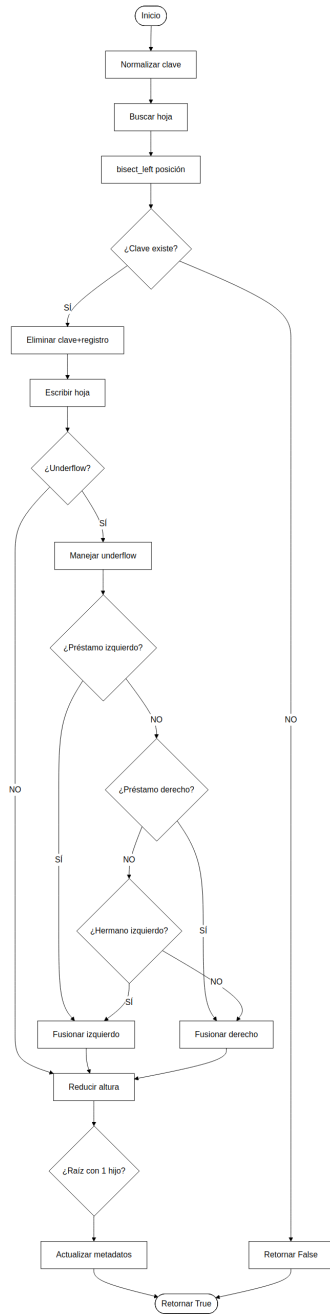 Inicio
Normalizar clave
Buscar hoja
bisect_left posición
¿Clave existe?
SÍ
Eliminar clave+registro
Escribir hoja
¿Underflow?
SÍ
Manejar underflow
¿Préstamo izquierdo?
NO
NO
NO
¿Préstamo derecho?
SÍ
NO
¿Hermano izquierdo?
SÍ
NO
SÍ
Fusionar izquierdo
Fusionar derecho
Reducir altura
¿Raíz con 1 hijo?
Actualizar metadatos
Retornar False
Retornar True